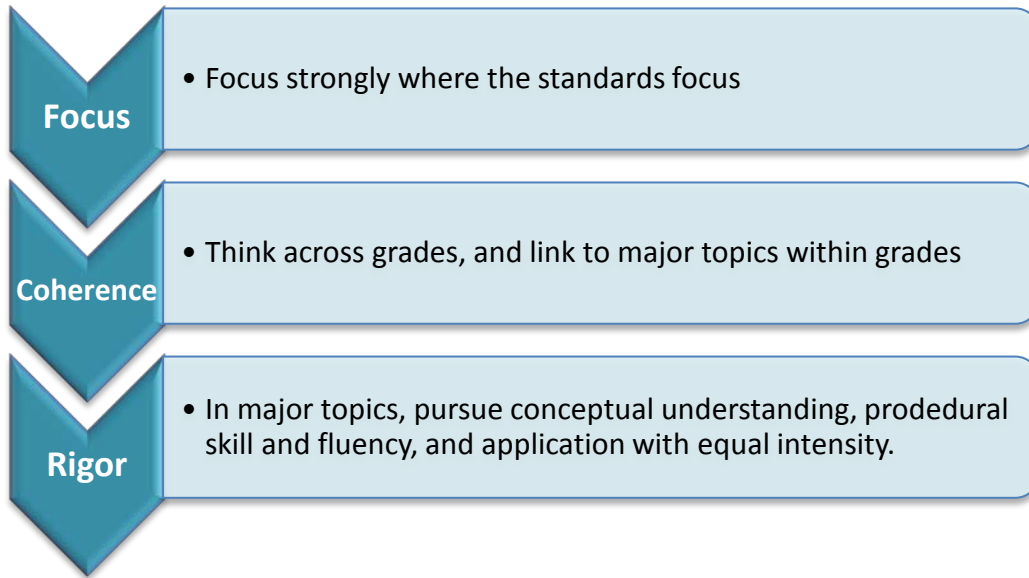 Focus
• Focus strongly where the standards focus
Coherence
• Think across grades, and link to major topics within grades
Rigor
• In major topics, pursue conceptual understanding, prodedural
skill and fluency, and application with equal intensity.